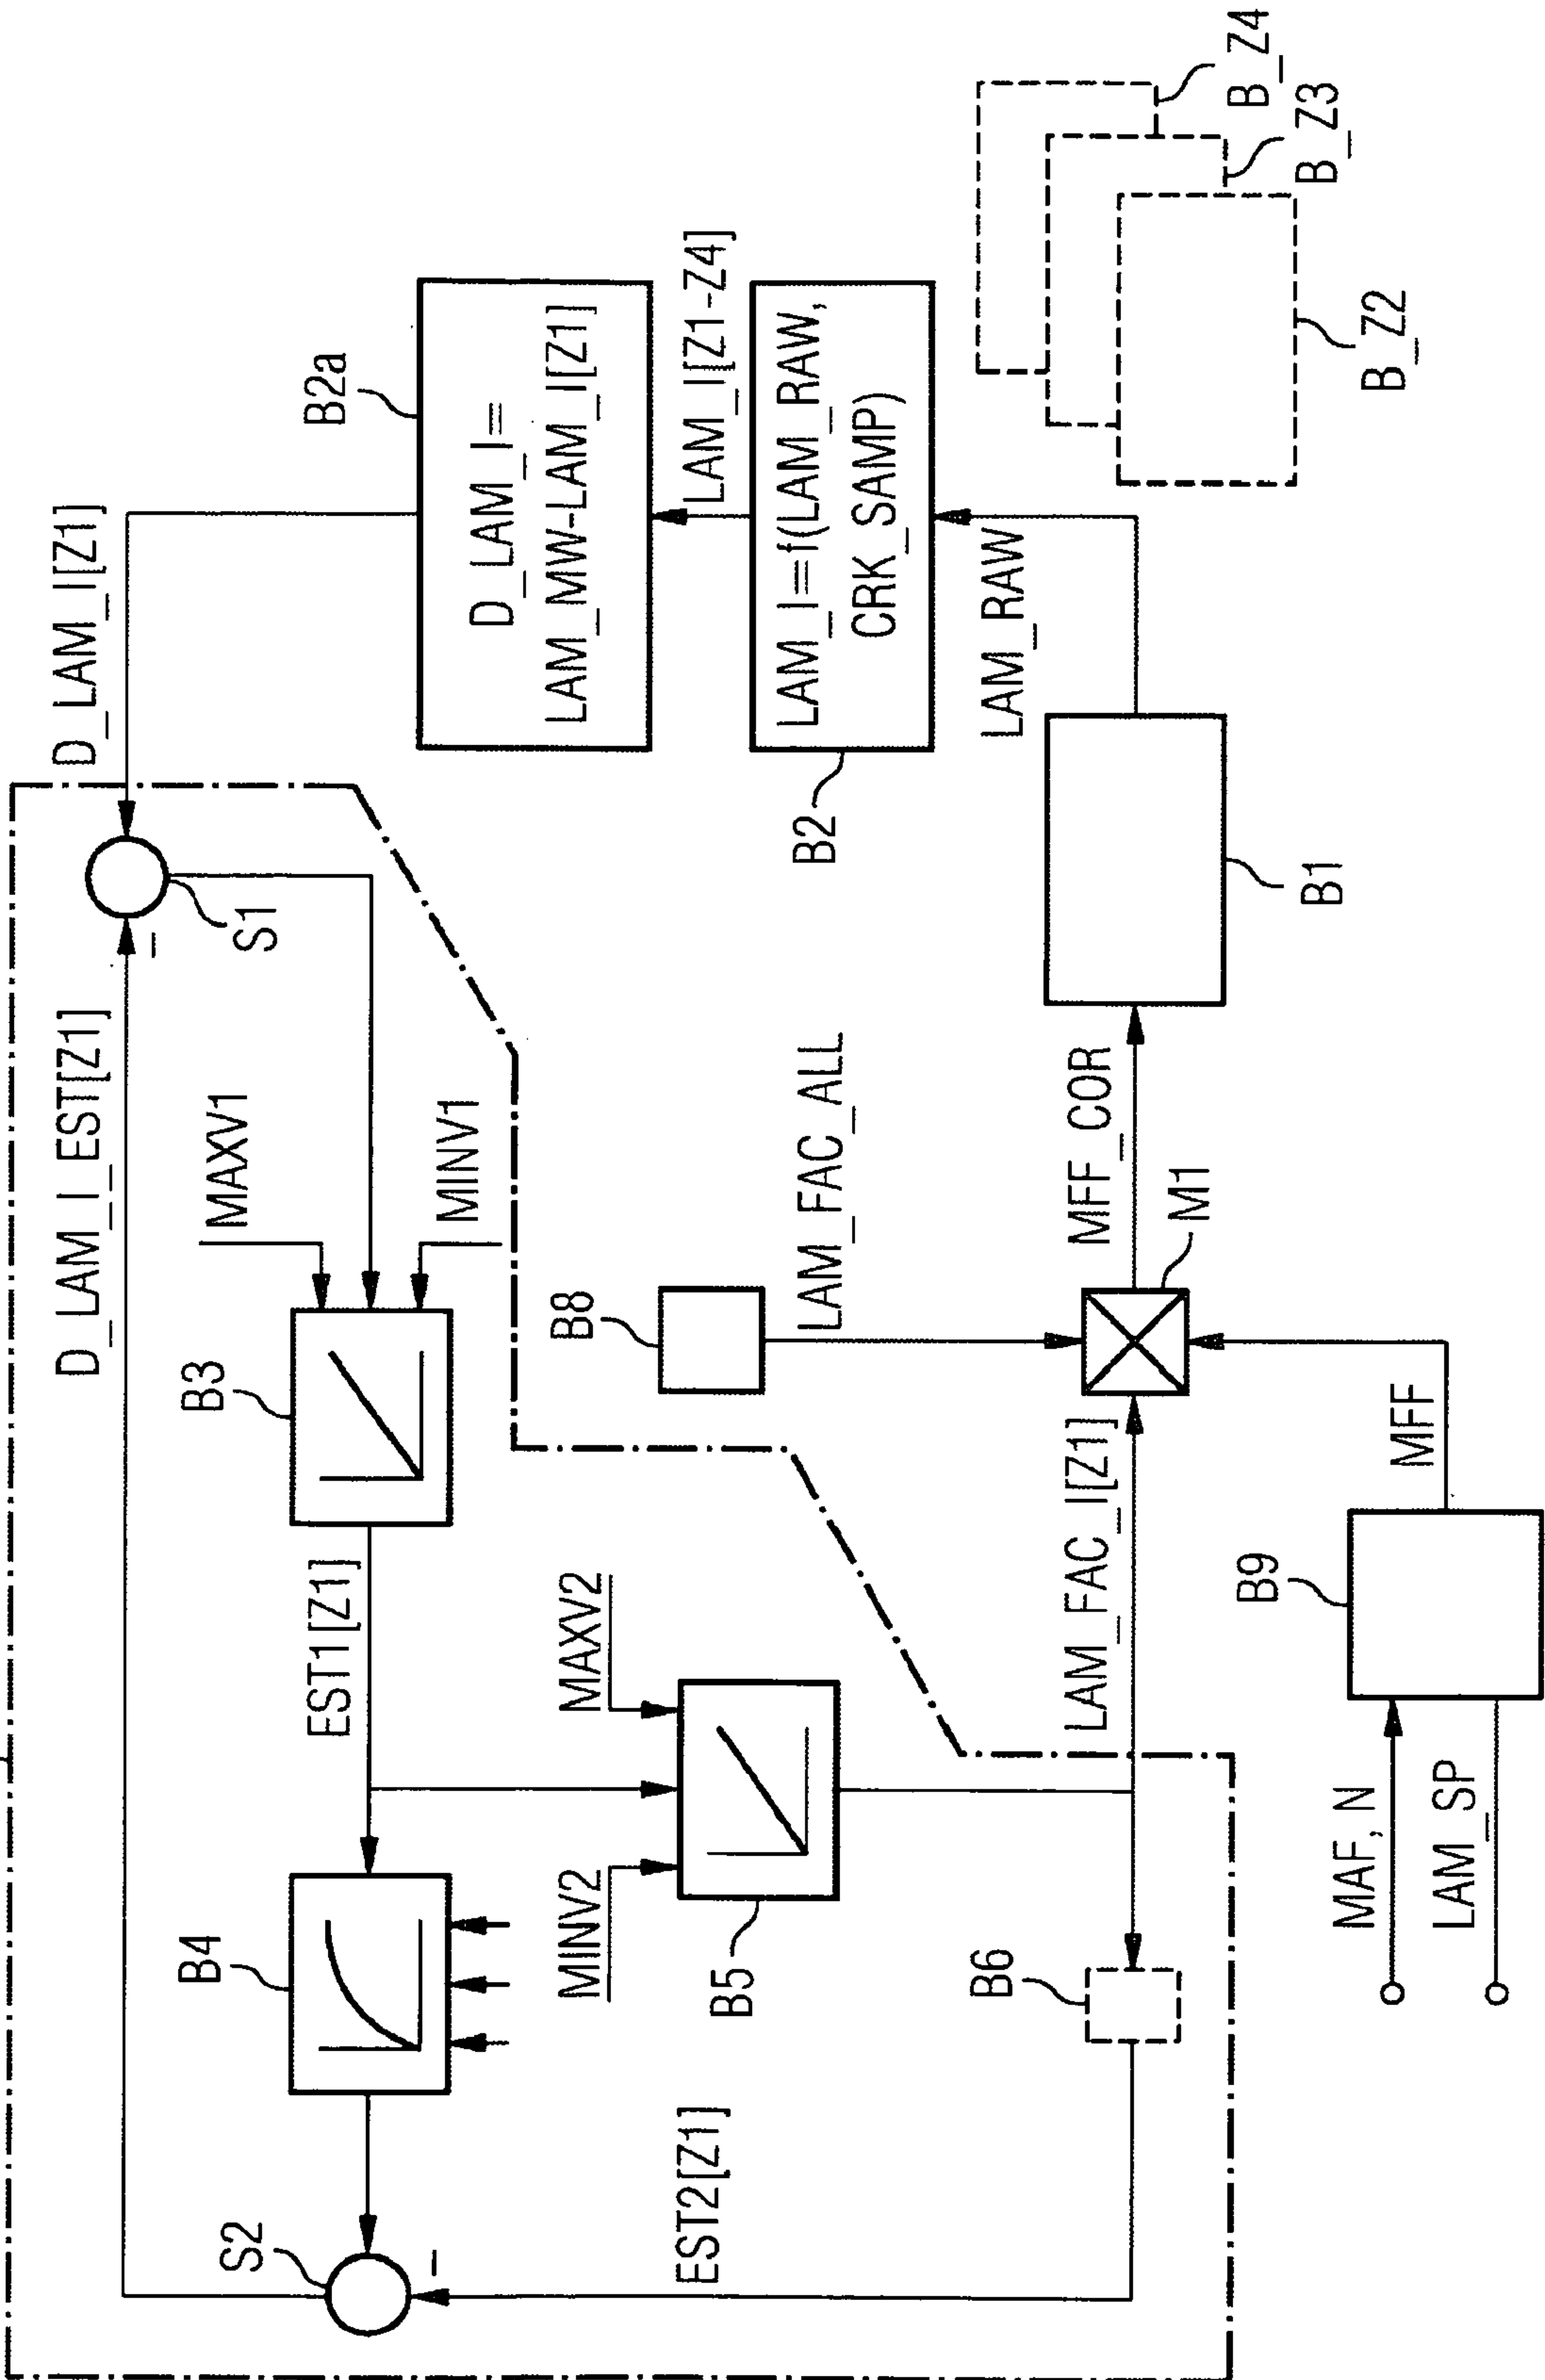 D_LAM_I_EST[Z1]
D_LAM_I[Z1]
S2
B4
EST1[Z1]
B3
MAXV1
MINV1
S1
B2a
D_LAM_I=
LAM_MW-LAM_I[Z1]
LAM_I[Z1-Z4]
B2
LAM_I=f(LAM_RAW,
CRK_SAMP)
LAM_RAW
EST2[Z1]
MINV2
MAXV2
B5
B8
LAM_FAC_ALL
B6
LAM_FAC_I[Z1]
MFF_COR
M1
B1
B9
MFF
MAF, N
LAM_SP
B_Z4
B_Z3
B_Z2